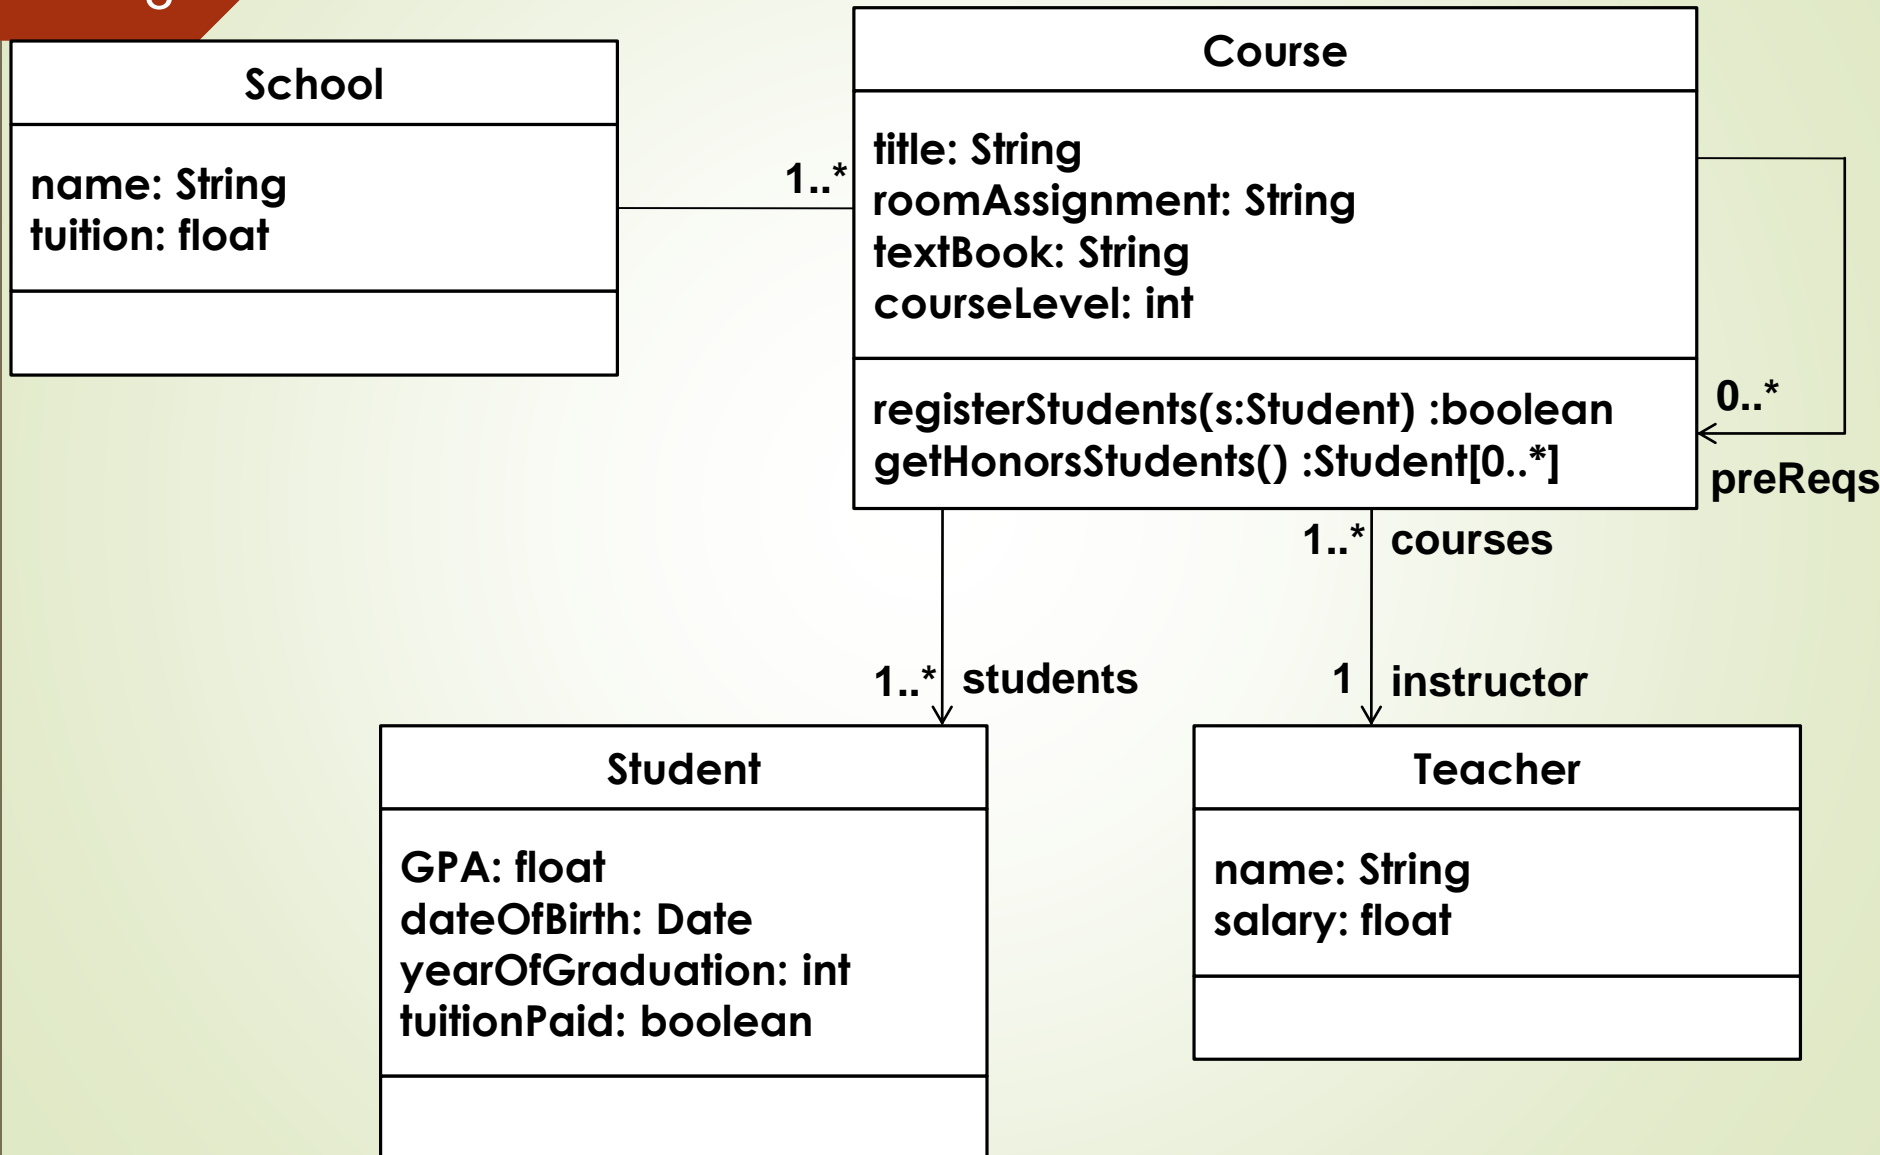 School
name: String
tuition: float
Course
title: String
roomAssignment: String
textBook: String
courseLevel: int
registerStudents(s:Student) :boolean
getHonorsStudents() :Student[0..*]
1..*
0..*
preReqs
1..* courses
1..* students
1 instructor
Student
GPA: float
dateOfBirth: Date
yearOfGraduation: int
tuitionPaid: boolean
Teacher
name: String
salary: float